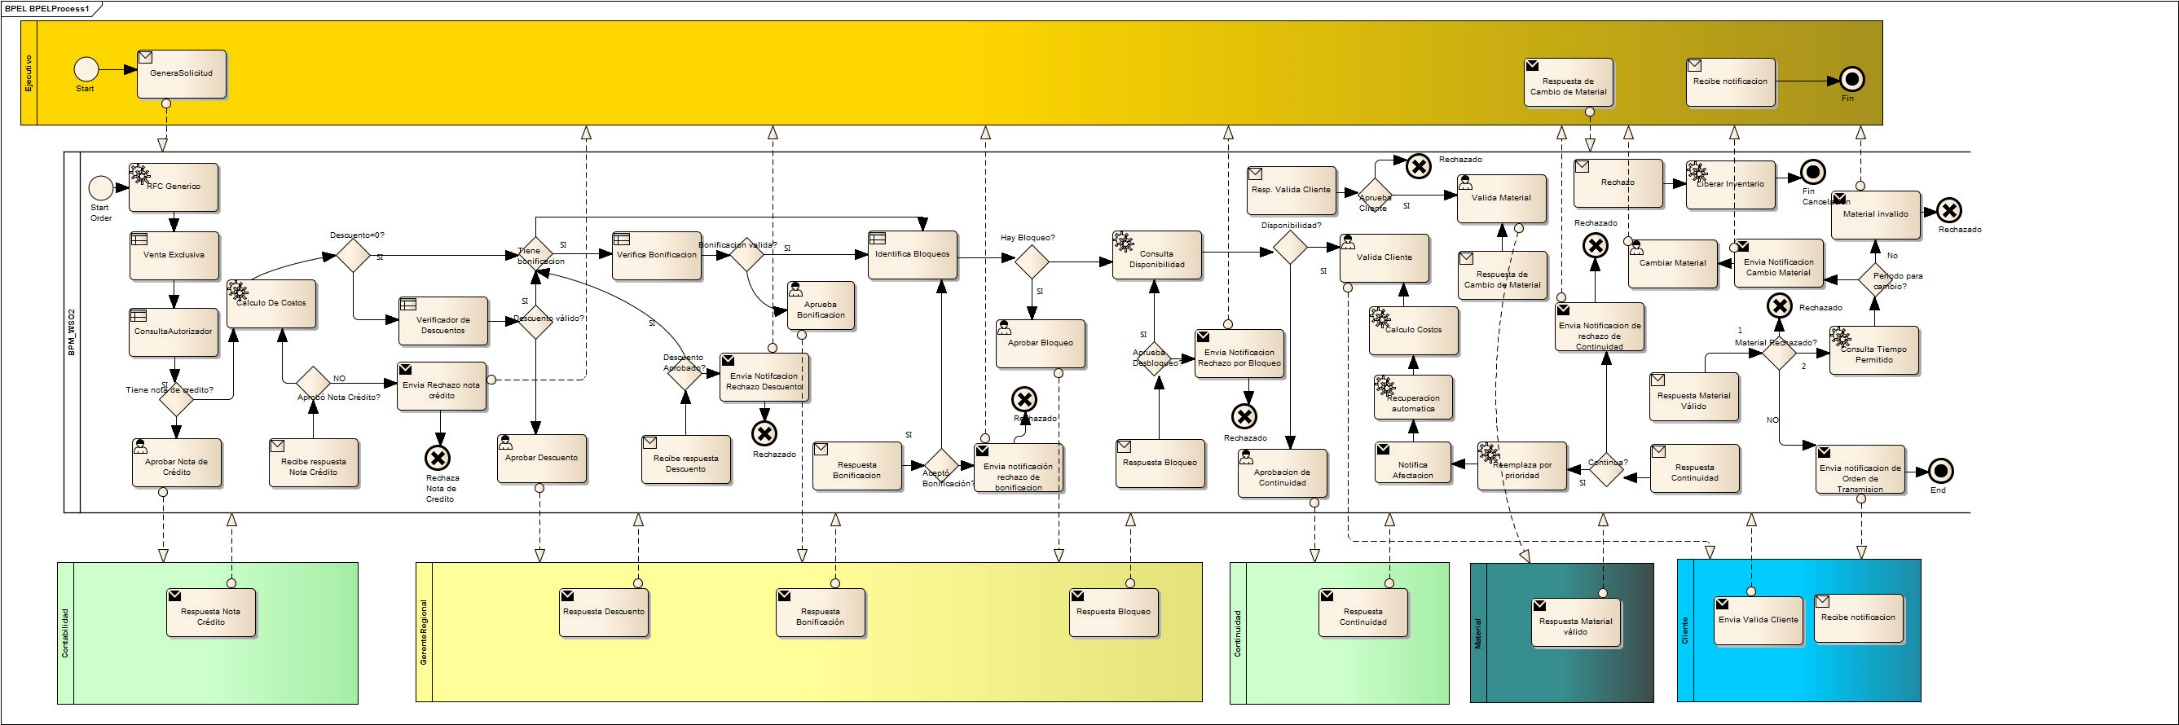 BPEL BPELProcess1
Ejecutivo
Start
GeneraSolicitud
Respuesta de
Cambio de Material
Recibe notificacion
Fin
BPM_WSO2
Start
Order
RFC Generico
Venta Exclusiva
ConsultaAutorizador
SI
Tiene nota de credito?
Aprobar Nota de
Crédito
Calculo De Costos
NO
Aprobó Nota Crédito?
Recibe respuesta
Nota Crédito
Descuento=0?
SI
Verificador de
Descuentos
Envia Rechazo nota
crédito
Rechaza
Nota de
Credito
Tiene
bonificacion
SI
SI
Descuento válido?
Aprobar Descuento
Verifica Bonificacion
SI
Descuento
Aprobado?
Recibe respuesta
Descuento
Bonificacion valida?
SI
Aprueba
Bonificacion
Envia Notifcacion
Rechazo Descuento
Rechazado
Identifica Bloqueos
Respuesta
Bonificacion
SI
Aceptó
Bonificación?
Hay Bloqueo?
SI
Aprobar Bloqueo
Rechazado
Envia notificación
rechazo de
bonificacion
Consulta
Disponibilidad
SI
Aprueba
Desbloqueo?
Respuesta Bloqueo
Envia Notificacion
Rechazo por Bloqueo
Rechazado
Resp. Valida Cliente
Disponibilidad?
SI
Aprobacion de
Continuidad
Aprueba
Cliente
SI
Rechazado
Valida Cliente
Calculo Costos
Recuperacion
automatica
Notifica
Afectacion
Valida Material
Respuesta de
Cambio de Material
Reemplaza por
prioridad
Rechazo
Rechazado
Envia Notificacion de
rechazo de
Continuidad
Continua?
SI
Respuesta
Continuidad
Liberar Inventario
Fin
Cancelacion
Cambiar Material
Envia Notificacion
Cambio Material
Material invalido
Rechazado
No
Periodo para
cambio?
Rechazado
1
Material Rechazado?
2
Consulta Tiempo
Permitido
Respuesta Material
Válido
NO
Envia notificacion de
Orden de
Transmision
End
Contabilidad
Respuesta Nota
Crédito
GerenteRegional
Respuesta Descuento
Respuesta
Bonificación
Respuesta Bloqueo
Continuidad
Respuesta
Continuidad
Material
Respuesta Material
válido
Cliente
Envia Valida Cliente
Recibe notificacion